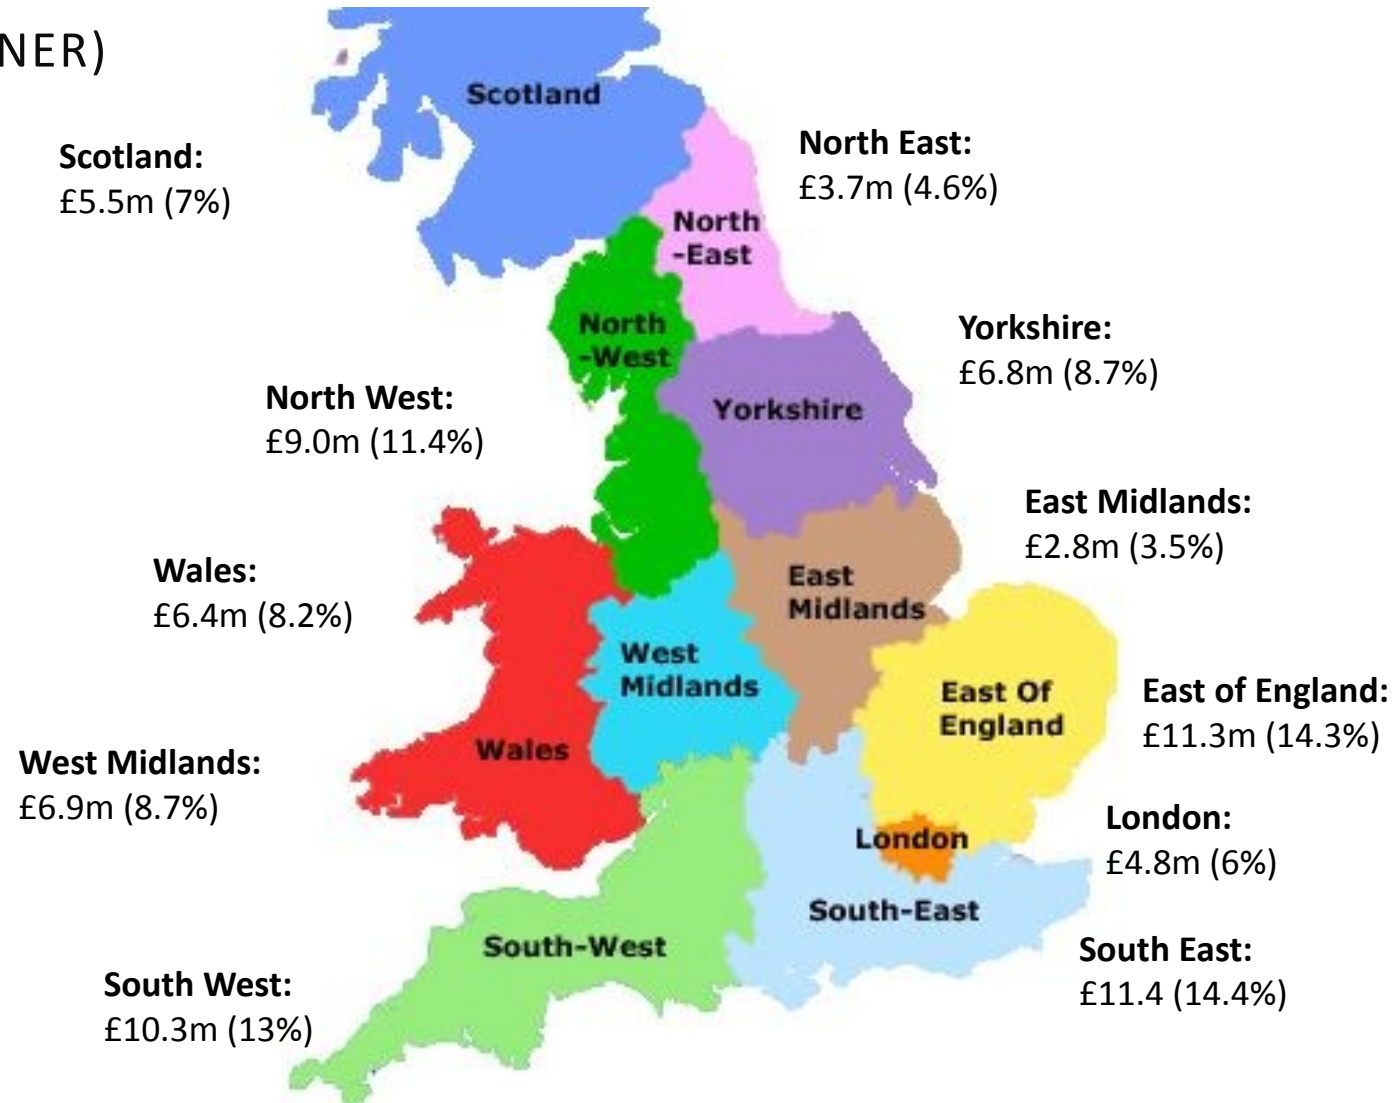 NER)
Scotland
Scotland:
£5.5m (7%)
North East:
£3.7m (4.6%)
North
-East
North
-West
Yorkshire:
£6.8m (8.7%)
North West:
£9.0m (11.4%)
Yorkshire
East Midlands:
£2.8m (3.5%)
Wales:
£6.4m (8.2%)
East
Midlands
West
Midlands
East Of
England
East of England:
£11.3m (14.3%)
West Midlands:
£6.9m (8.7%)
Wales
London
London:
£4.8m (6%)
South-East
South-West
South East:
£11.4 (14.4%)
South West:
£10.3m (13%)